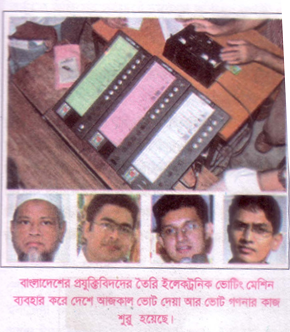 বাংলাদেশের প্রযুক্তিবিদদের তৈরি ইলেকট্রনিক ভোটিং মেশিন
ব্যবহার করে দেশে আজকাল ভোট দেয়া আর ভোট গণনার কাজ
শুরু হয়েছে।